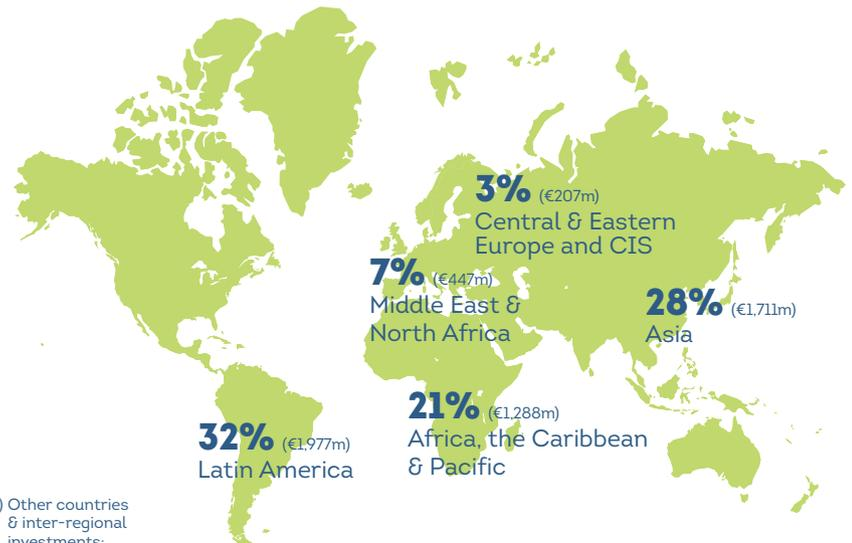 3% (€207m)
Central & Eastern
Europe and CIS
7% (€447m)
Middle East &
North Africa
28% (€1,711m)
Asia
21% (€1,288m)
Africa, the Caribbean
& Pacific
32% (€1,977m)
Latin America
) Other countries
& inter-regional
investments: